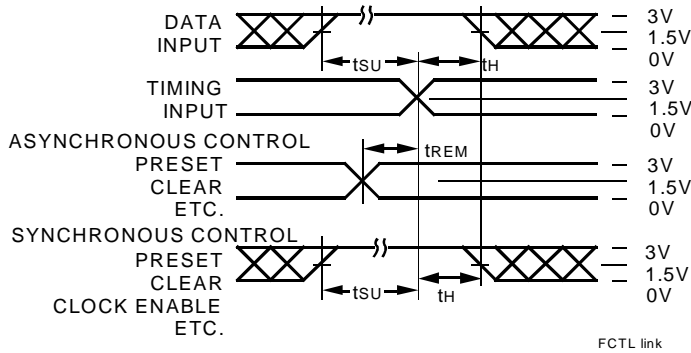 DATA
INPUT
3V
1.5V
0V
tSU
tH
TIMING
INPUT
3V
1.5V
0V
ASYNCHRONOUS CONTROL
PRESET
CLEAR
ETC.
tREM
3V
1.5V
0V
SYNCHRONOUS CONTROL
PRESET
CLEAR
CLOCK ENABLE
ETC.
tSU
tH
3V
1.5V
0V
FCTL link